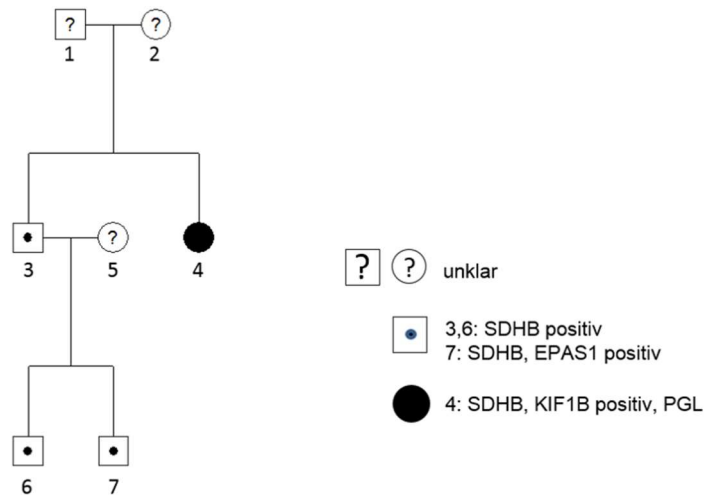 ? ?
1 2
? 
3 5 4
? ? unklar
3,6: SDHB positiv
7: SDHB, EPAS1 positiv
4: SDHB, KIF1B positiv, PGL
6 7